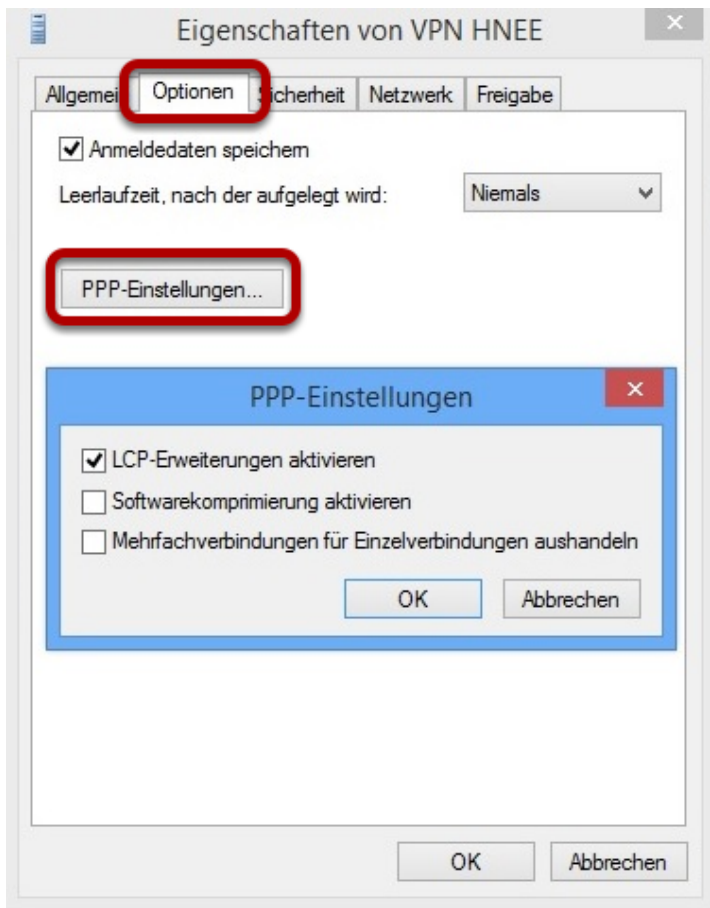 Eigenschaften von VPN HNEE
Allgemei Optionen icherheit Netzwerk Freigabe
Anmeldedaten speichern
Leerlaufzeit, nach der aufgelegt wird: Niemals
PPP-Einstellungen...
PPP-Einstellungen
LCP-Erweiterungen aktivieren
Softwarekomprimierung aktivieren
Mehrfachverbindungen für Einzelverbindungen aushandeln
OK Abbrechen
OK Abbrechen